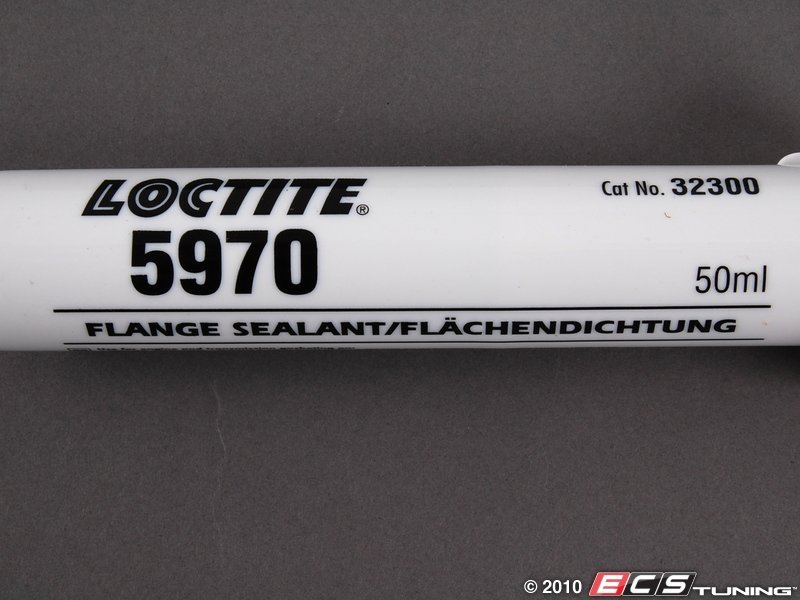 LOCTITE® Cat No. 32300
5970
50ml
FLANGE SEALANT/FLÄCHENDICHTUNG
© 2010 ECS TUNING